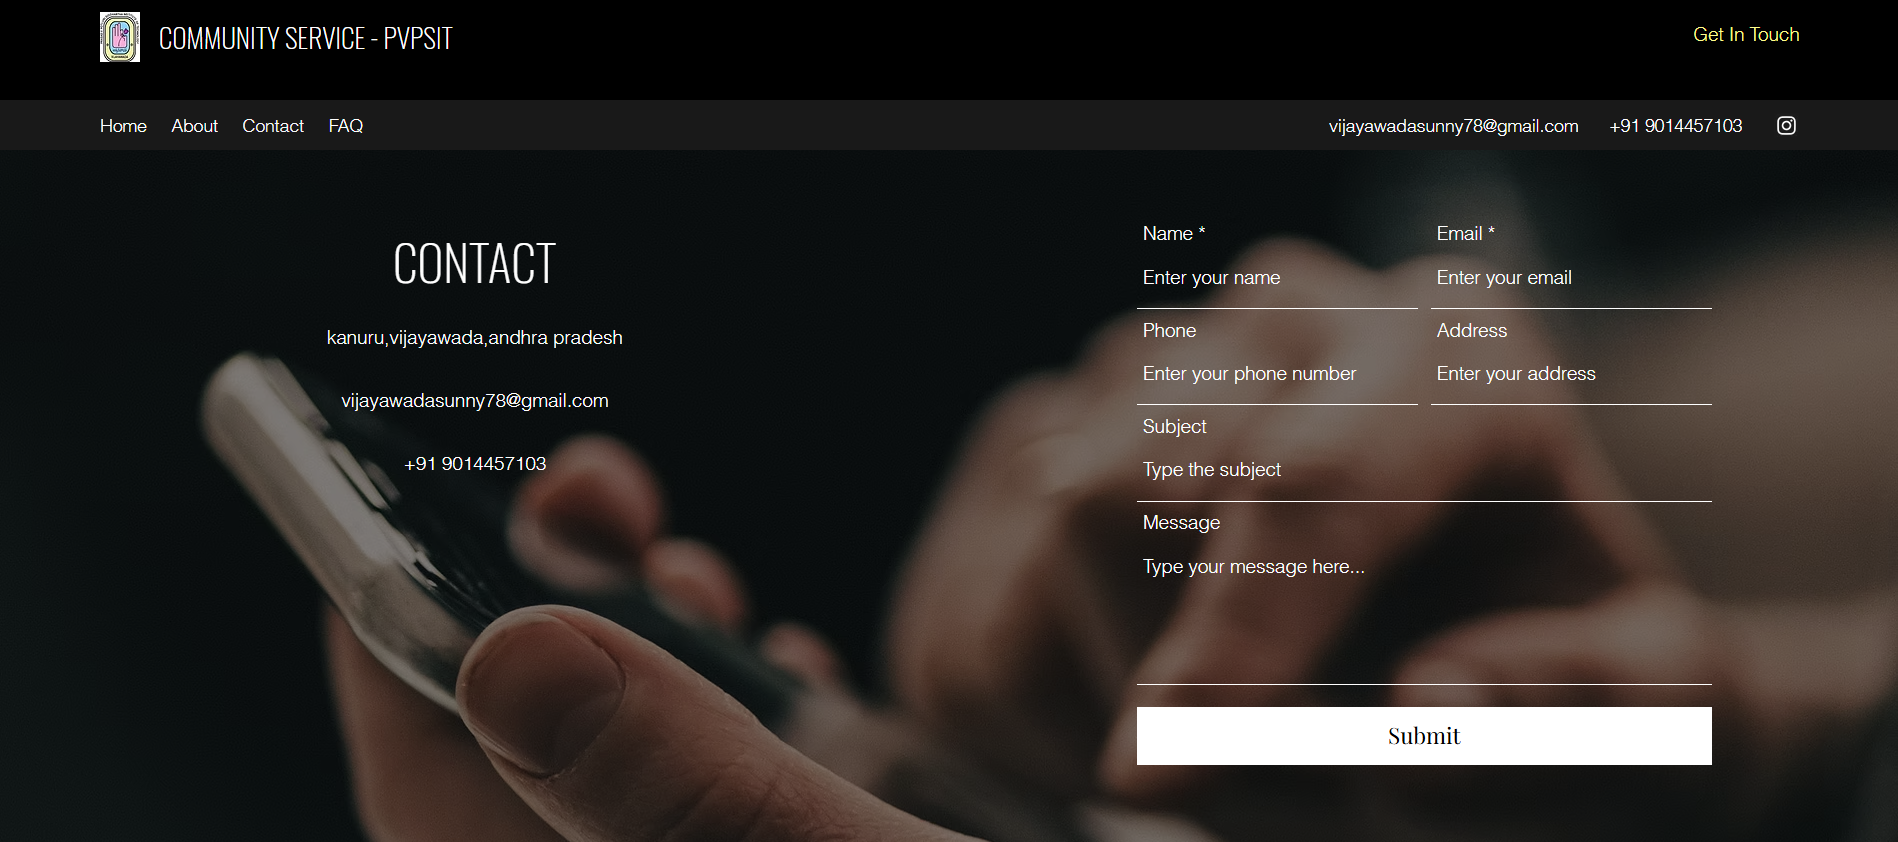 COMMUNITY SERVICE - PVPSIT
Get In Touch
Home About Contact FAQ
vijayawadasunny78@gmail.com +91 9014457103
CONTACT
kanuru,vijayawada,andhra pradesh
vijayawadasunny78@gmail.com
+91 9014457103
Name * Email *
Enter your name Enter your email
Phone Address
Enter your phone number Enter your address
Subject
Type the subject
Message
Type your message here...
Submit